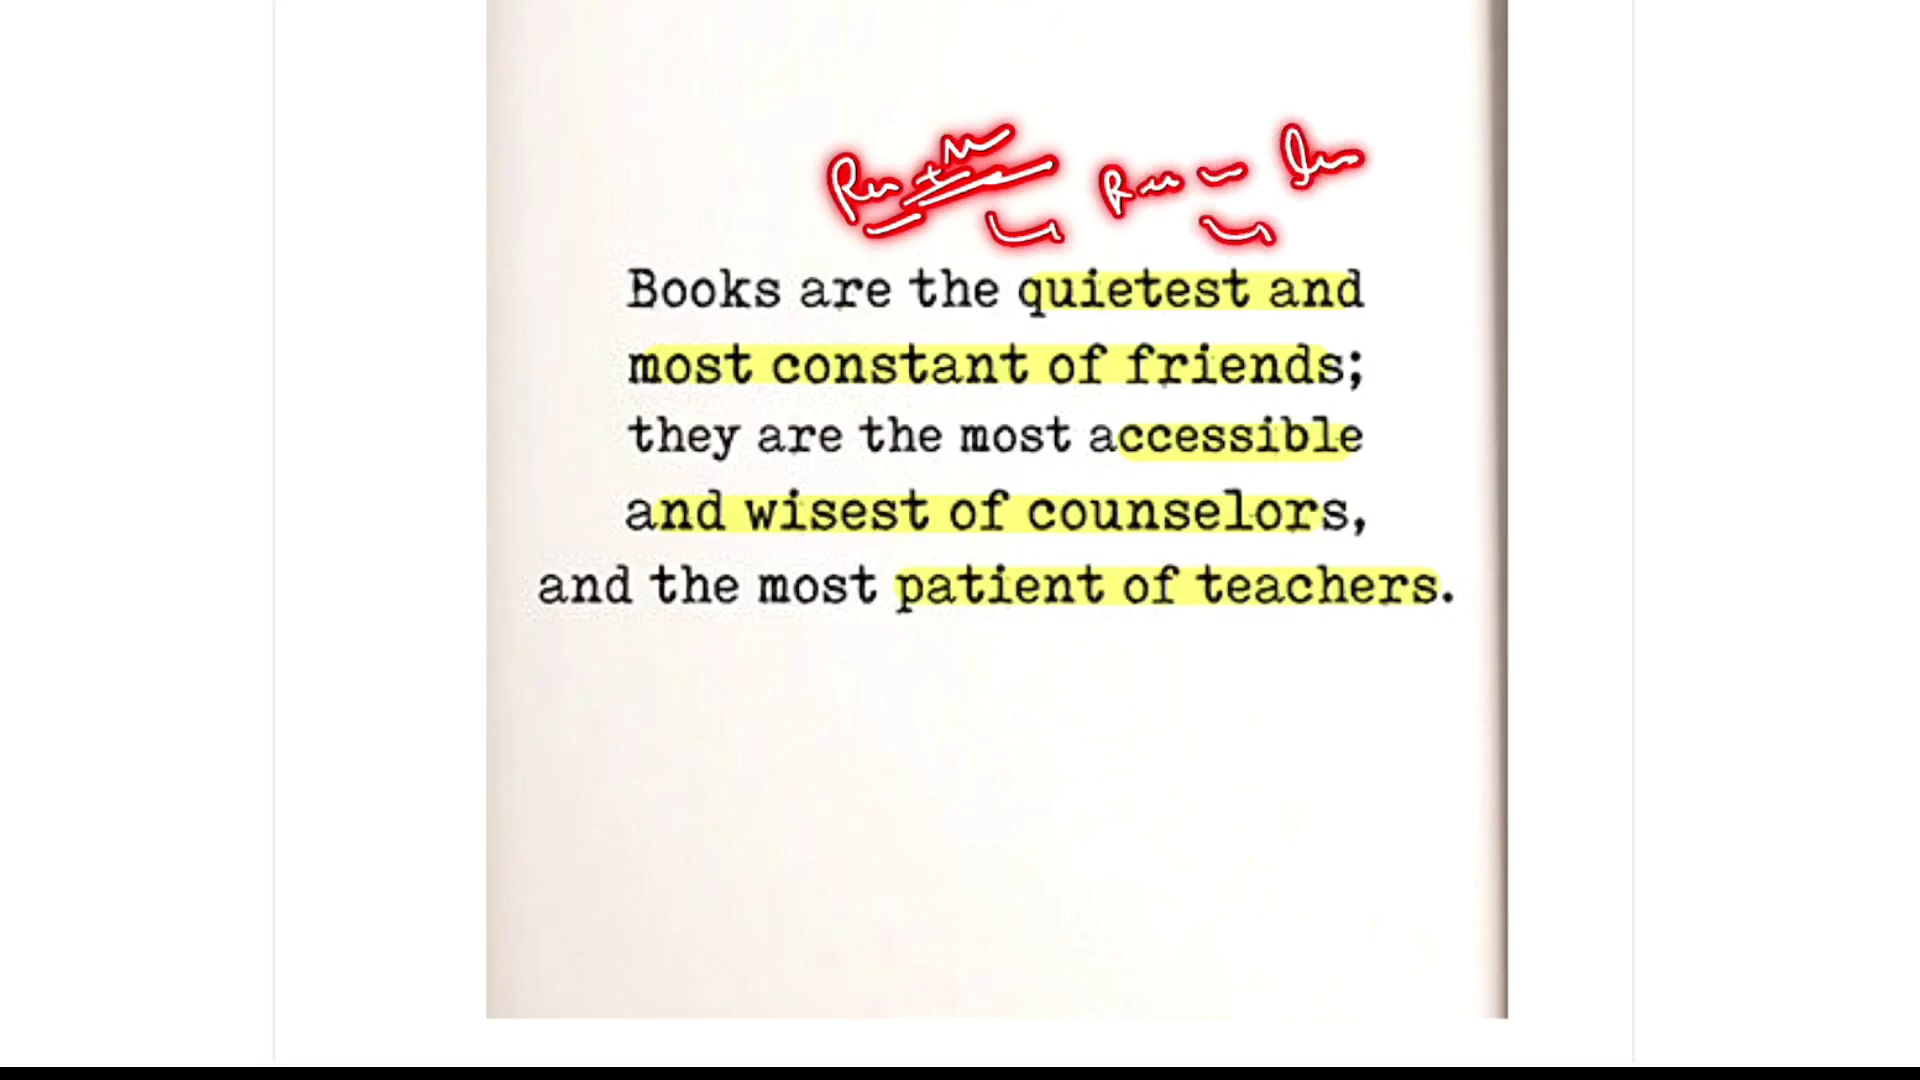 Books are the quietest and
most constant of friends;
they are the most accessible
and wisest of counselors,
and the most patient of teachers.